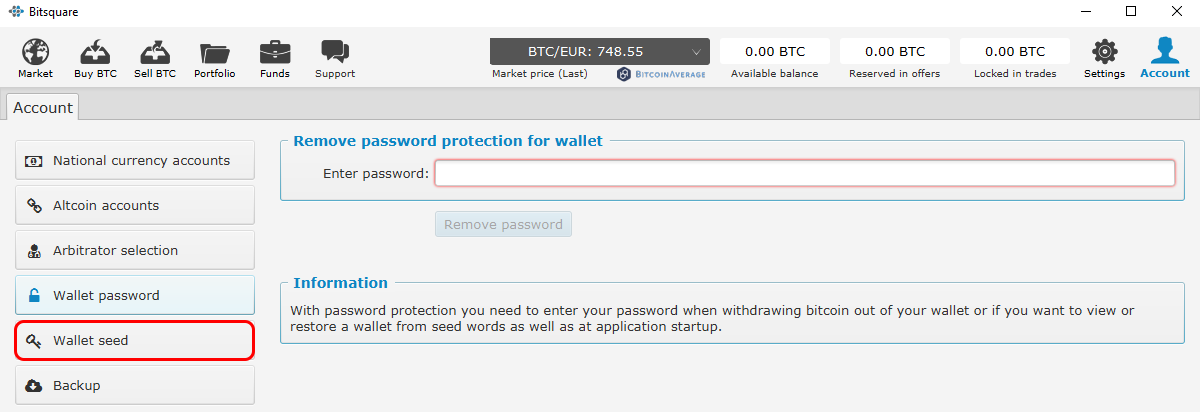 Bitsquare
BTC/EUR: 748.55
0.00 BTC
0.00 BTC
0.00 BTC
Market
Buy BTC
Sell BTC
Portfolio
Funds
Support
Market price (Last)
BITCOINAVERAGE
Available balance
Reserved in offers
Locked in trades
Settings
Account
Account
National currency accounts
Altcoin accounts
Arbitrator selection
Wallet password
Wallet seed
Backup
Remove password protection for wallet
Enter password:
Remove password
Information
With password protection you need to enter your password when withdrawing bitcoin out of your wallet or if you want to view or
restore a wallet from seed words as well as at application startup.